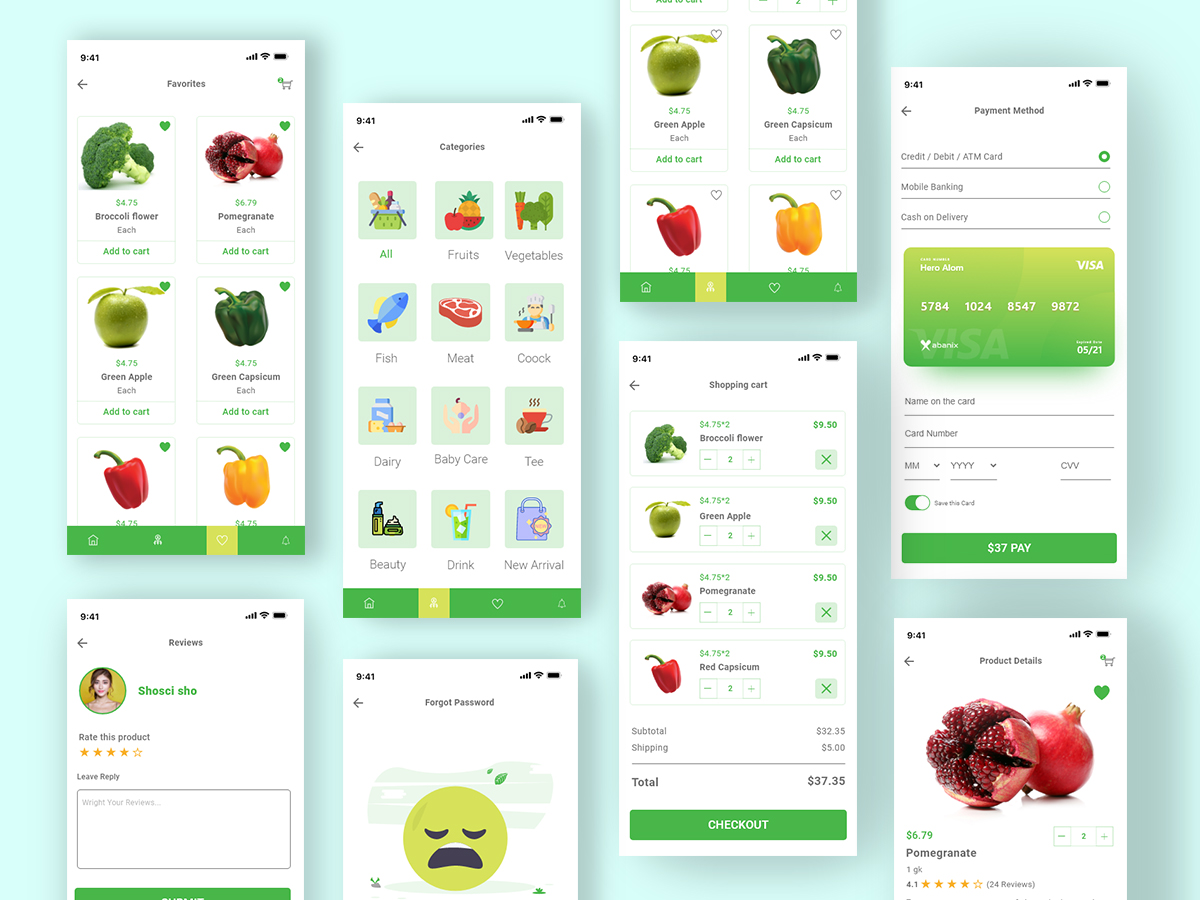 9:41
Favorites
2
$4.75
Broccoli flower
Each
Add to cart
$6.79
Pomegranate
Each
Add to cart
$4.75
Green Apple
Each
Add to cart
$4.75
Green Capsicum
Each
Add to cart
$4.75
$4.75
9:41
Categories
All
Fruits
Vegetables
Fish
Meat
Coock
Dairy
Baby Care
Tee
NEW
Beauty
Drink
New Arrival
Add to cart
2
$4.75
Green Apple
Each
Add to cart
$4.75
Green Capsicum
Each
Add to cart
$4.75
$4.75
9:41
Payment Method
Credit / Debit / ATM Card
Mobile Banking
Cash on Delivery
Hero Alom
VISA
5784 1024 8547 9872
VISA
abanix
Expired Date
05/21
Name on the card
Card Number
MM
YYYY
CVV
Save this Card
$37 PAY
9:41
Shopping cart
$4.75*2
$9.50
Broccoli flower
2
$4.75*2
$9.50
Green Apple
2
$4.75*2
$9.50
Pomegranate
2
$4.75*2
$9.50
Red Capsicum
2
Subtotal $32.35
Shipping $5.00
Total $37.35
CHECKOUT
9:41
Reviews
Shosci sho
Rate this product
Leave Reply
Wright Your Reviews...
SUBMIT
9:41
Forgot Password
9:41
Product Details
2
$6.79
2
Pomegranate
1 gk
4.1
(24 Reviews)